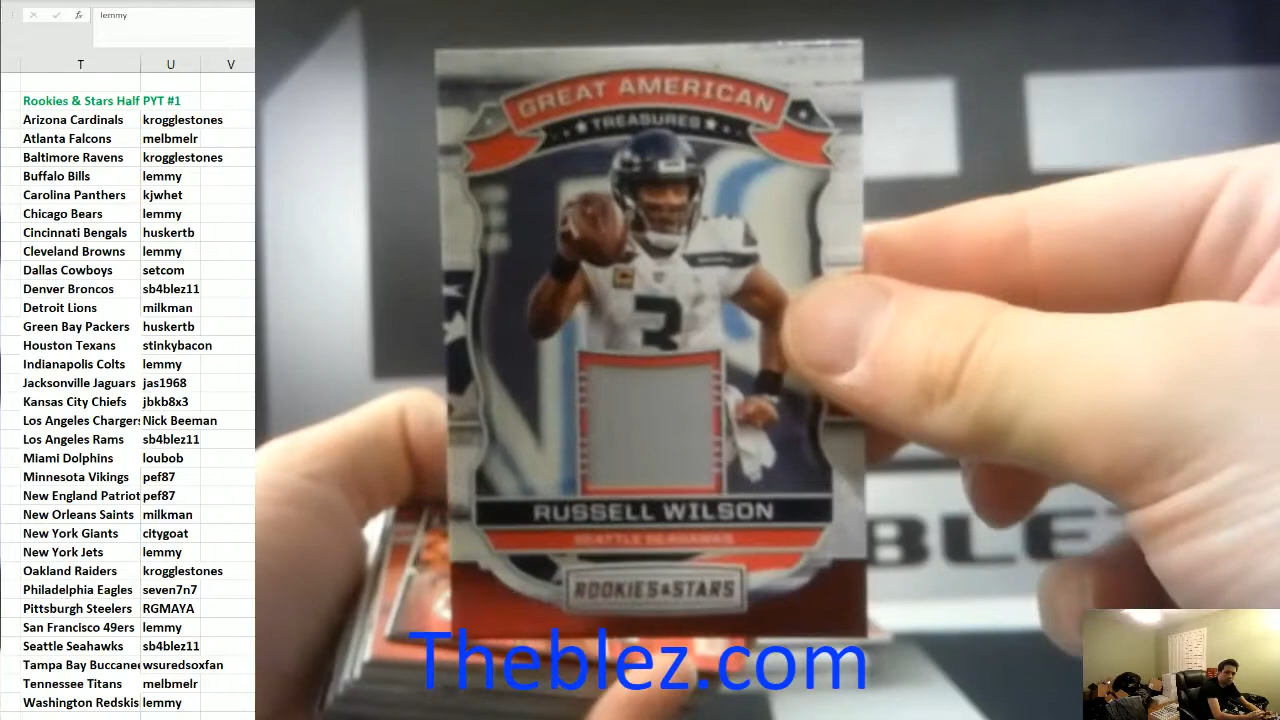 lemmy
T U V
Rookies & Stars Half PYT #1
Arizona Cardinals krogglestones
Atlanta Falcons melbmelr
Baltimore Ravens krogglestones
Buffalo Bills lemmy
Carolina Panthers kjwhet
Chicago Bears lemmy
Cincinnati Bengals huskertb
Cleveland Browns lemmy
Dallas Cowboys setcom
Denver Broncos sb4blez11
Detroit Lions milkman
Green Bay Packers huskertb
Houston Texans stinkybacon
Indianapolis Colts lemmy
Jacksonville Jaguars jas1968
Kansas City Chiefs jbkb8x3
Los Angeles Chargers Nick Beeman
Los Angeles Rams sb4blez11
Miami Dolphins loubob
Minnesota Vikings pef87
New England Patriot pef87
New Orleans Saints milkman
New York Giants citygoat
New York Jets lemmy
Oakland Raiders krogglestones
Philadelphia Eagles seven7n7
Pittsburgh Steelers RGMAYA
San Francisco 49ers lemmy
Seattle Seahawks sb4blez11
Tampa Bay Buccanee wsuredsoxfan
Tennessee Titans melbmelr
Washington Redskis lemmy
GREAT AMERICAN
TREASURES
3
RUSSELL WILSON
SEATTLE SEAHAWKS
ROOKIES & STARS
BLE
Theblez.com